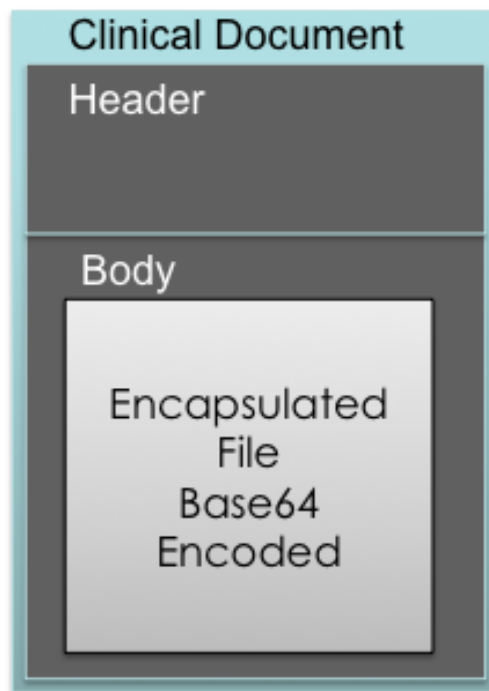 Clinical Document
Header
Body
Encapsulated
File
Base64
Encoded